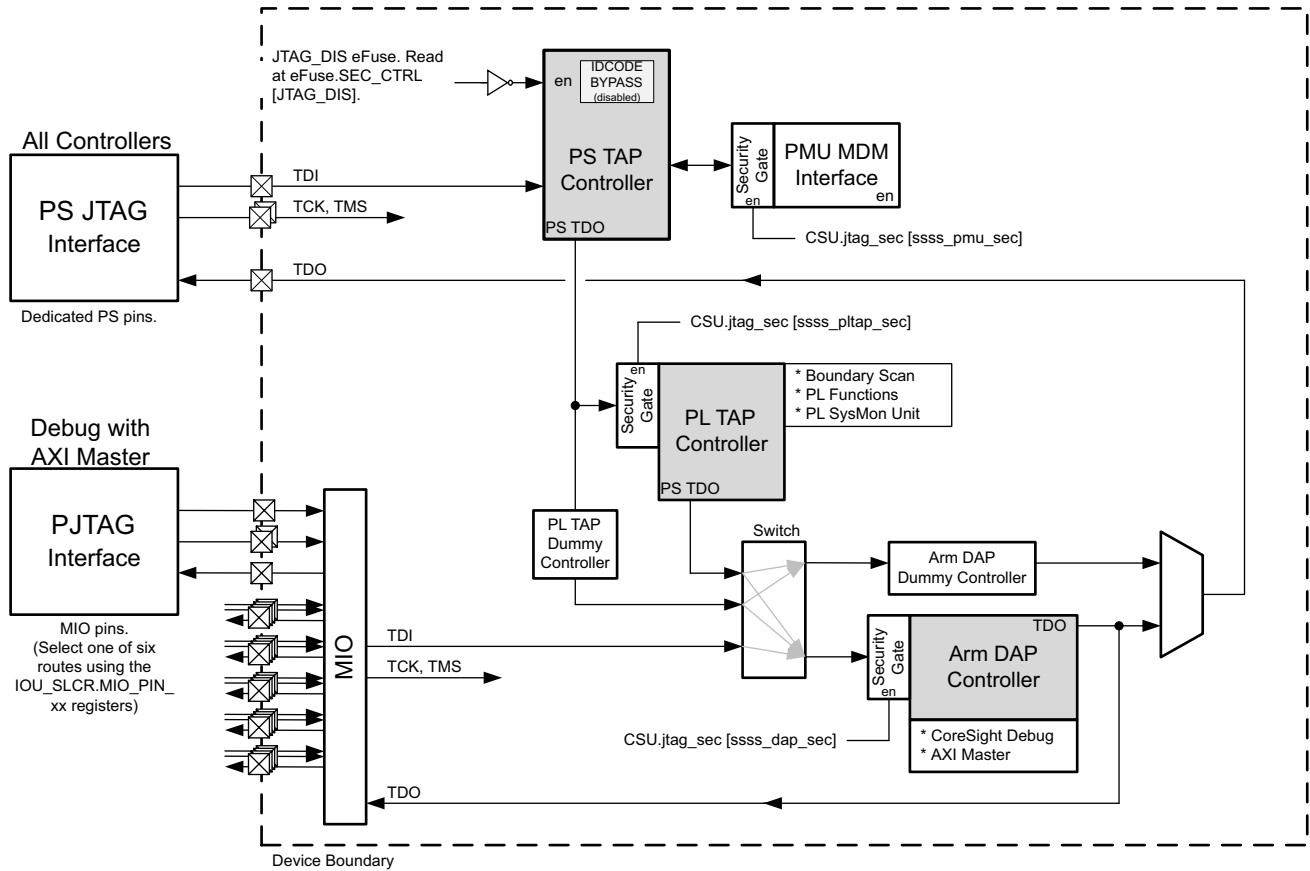 JTAG_DIS eFuse. Read
at eFuse.SEC_CTRL
[JTAG_DIS].
en
IDCODE
BYPASS
(disabled)
PS TAP
Controller
PS TDO
Security
Gate
en
PMU MDM
Interface
en
CSU.jtag_sec [ssss_pmu_sec]
All Controllers
PS JTAG
Interface
Dedicated PS pins.
TDI
TCK, TMS
TDO
CSU.jtag_sec [ssss_pltap_sec]
en
Security
Gate
PL TAP
Controller
PS TDO
* Boundary Scan
* PL Functions
* PL SysMon Unit
Debug with
AXI Master
PJTAG
Interface
MIO pins.
(Select one of six
routes using the
IOU_SLCR.MIO_PIN_
xx registers)
MIO
TDI
TCK, TMS
TDO
PL TAP
Dummy
Controller
Switch
Arm DAP
Dummy Controller
Security
Gate
en
TDO
Arm DAP
Controller
* CoreSight Debug
* AXI Master
CSU.jtag_sec [ssss_dap_sec]
Device Boundary